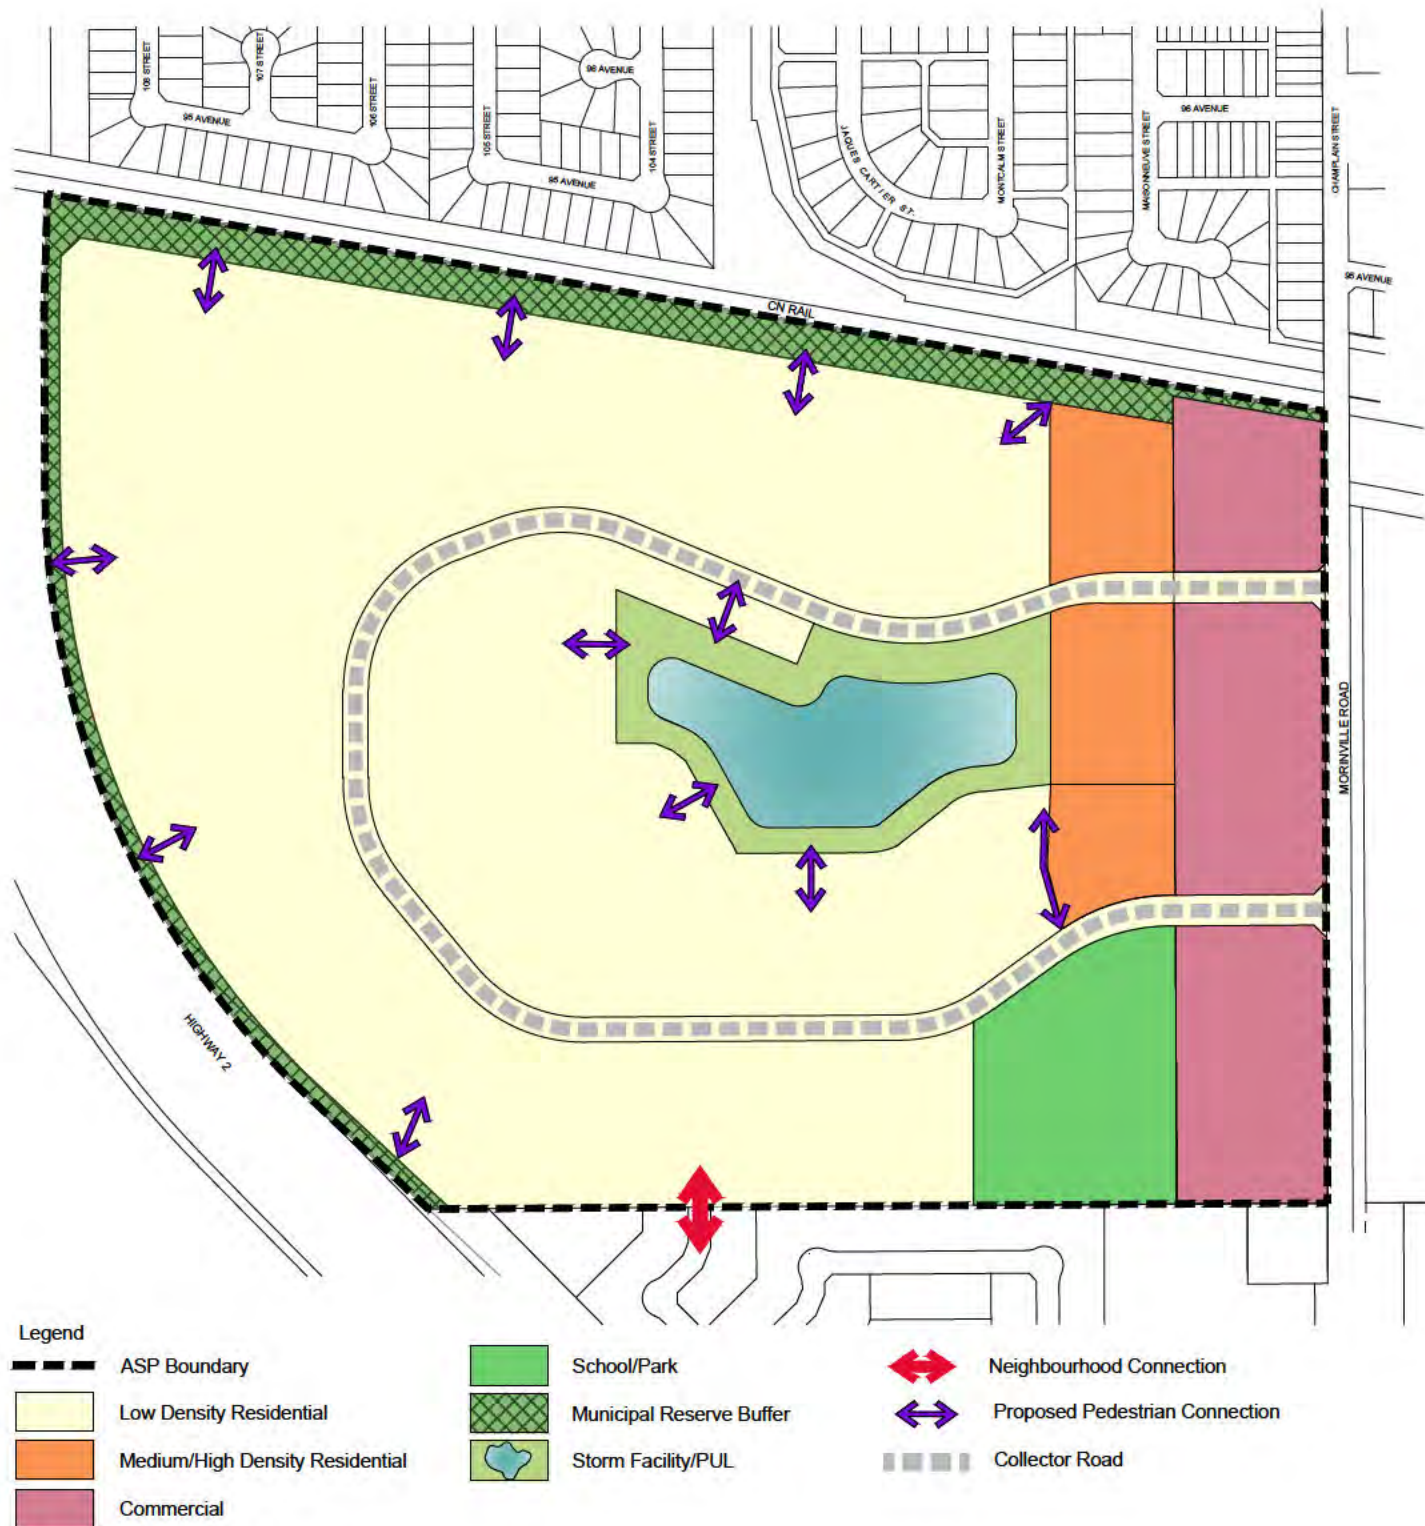 108 STREET
107 STREET
106 STREET
105 STREET
104 STREET
96 AVENUE
95 AVENUE
95 AVENUE
JAQUES CARTIER ST.
MONTCALM STREET
MAISONNEUVE STREET
96 AVENUE
CHAMPLAIN STREET
95 AVENUE
CN RAIL
MORINVILLE ROAD
HIGHWAY 2
Legend
ASP Boundary
Low Density Residential
Medium/High Density Residential
Commercial
School/Park
Municipal Reserve Buffer
Storm Facility/PUL
Neighbourhood Connection
Proposed Pedestrian Connection
Collector Road